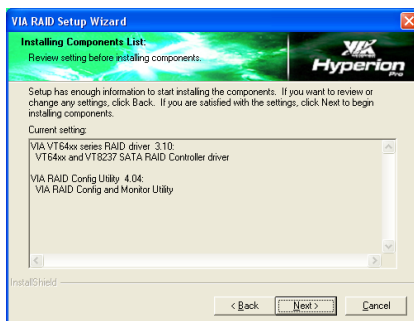 VIA RAID Setup Wizard
Installing Components List:
Review setting before installing components.
VIA
Hyperion
Pro
Setup has enough information to start installing the components. If you want to review or
change any settings, click Back. If you are satisfied with the settings, click Next to begin
installing components.
Current setting:
VIA VT64xx series RAID driver 3.10:
VT64xx and VT8237 SATA RAID Controller driver
VIA RAID Config Utility 4.04:
VIA RAID Config and Monitor Utility
InstallShield
< Back
Next >
Cancel